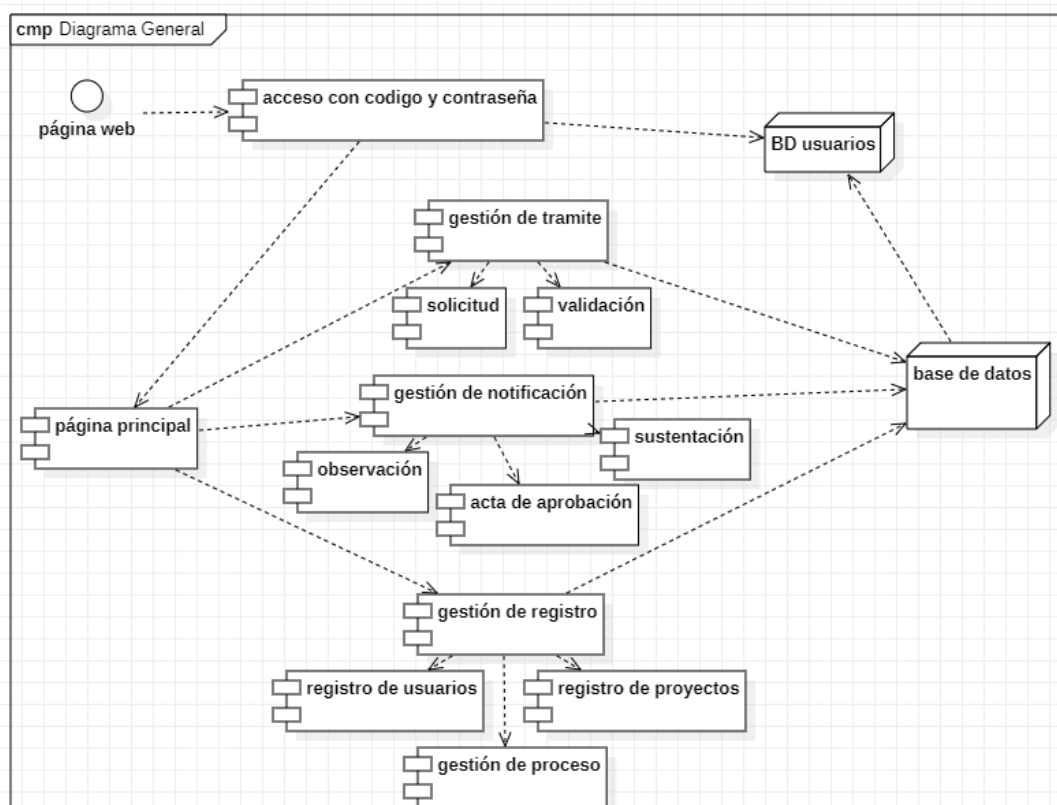 cmp Diagrama General
página web
acceso con codigo y contraseña
BD usuarios
gestión de tramite
solicitud
validación
base de datos
gestión de notificación
página principal
sustentación
observación
acta de aprobación
gestión de registro
registro de usuarios
registro de proyectos
gestión de proceso